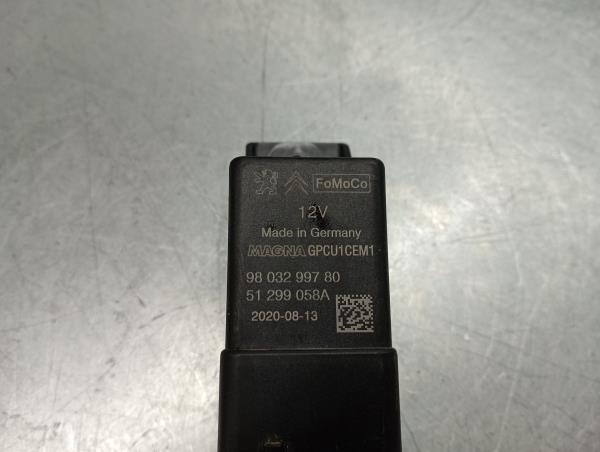 FoMoCo
12V
Made in Germany
MAGNA GPCU1CEM1
98 032 997 80
51 299 058A
2020-08-13